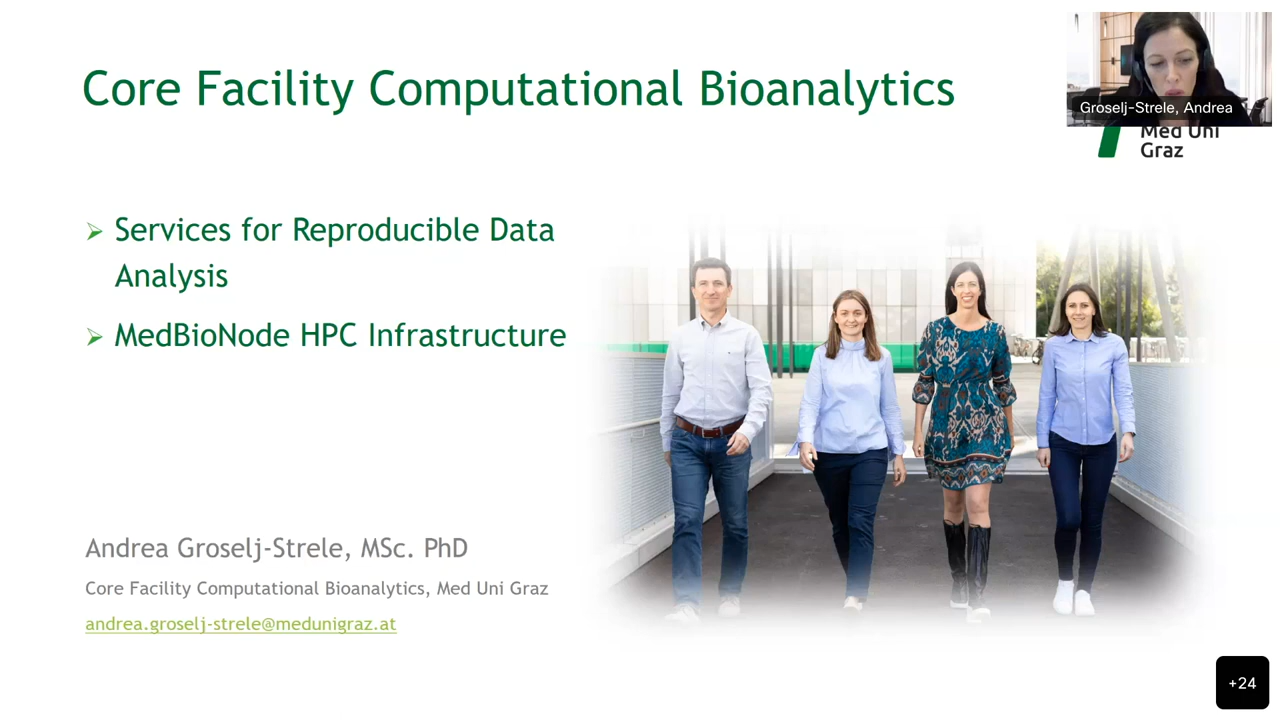 Core Facility Computational Bioanalytics
Groselj-Strele, Andrea
Med Uni
Graz
➢ Services for Reproducible Data
Analysis
➢ MedBioNode HPC Infrastructure
Andrea Groselj-Strele, MSc. PhD
Core Facility Computational Bioanalytics, Med Uni Graz
andrea.groselj-strele@medunigraz.at
+24